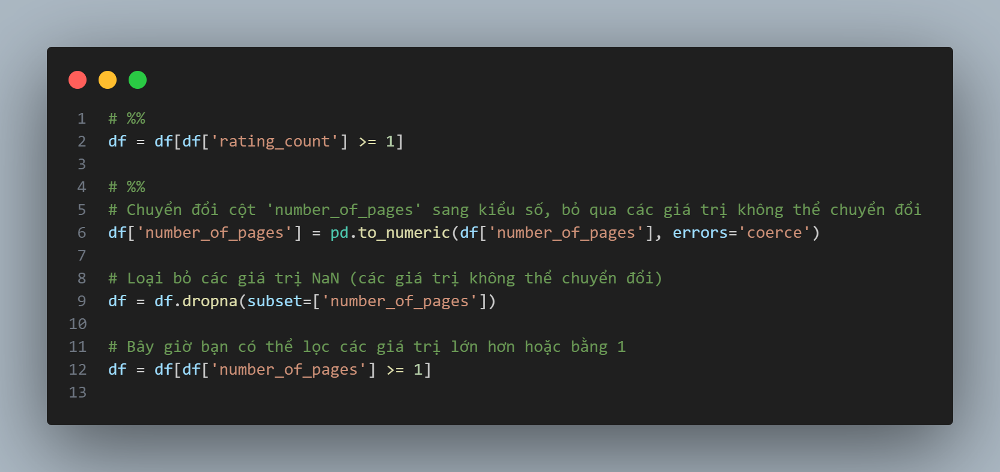 1 # %%
2 df = df[df['rating_count'] >= 1]
3
4 # %%
5 # Chuyển đổi cột 'number_of_pages' sang kiểu số, bỏ qua các giá trị không thể chuyển đổi
6 df['number_of_pages'] = pd.to_numeric(df['number_of_pages'], errors='coerce')
7
8 # Loại bỏ các giá trị NaN (các giá trị không thể chuyển đổi)
9 df = df.dropna(subset=['number_of_pages'])
10
11 # Bây giờ bạn có thể lọc các giá trị lớn hơn hoặc bằng 1
12 df = df[df['number_of_pages'] >= 1]
13